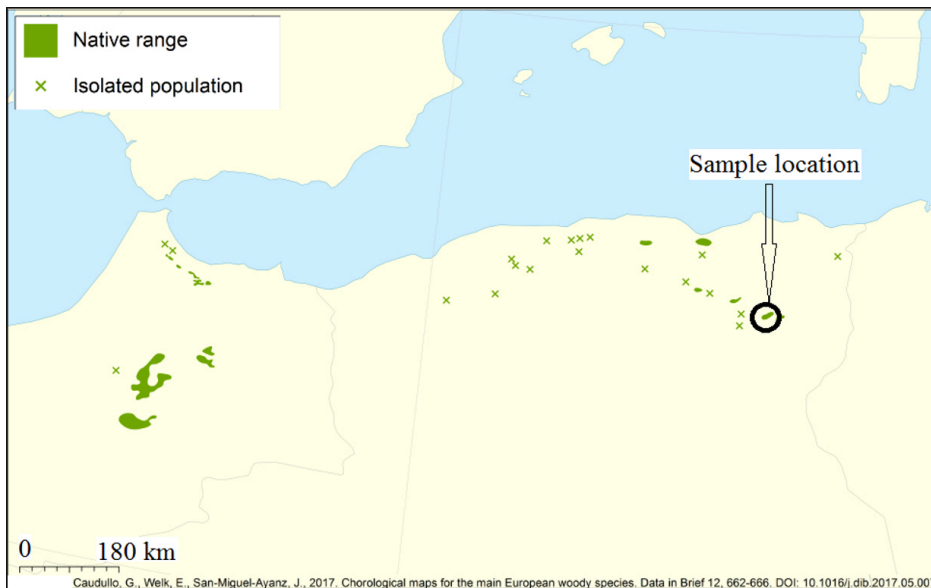 Native range
Isolated population
Sample location
0 180 km
Caudullo, G., Welk, E., San-Miguel-Ayanz, J., 2017. Chorological maps for the main European woody species. Data in Brief 12, 662-666. DOI: 10.1016/j.dib.2017.05.007